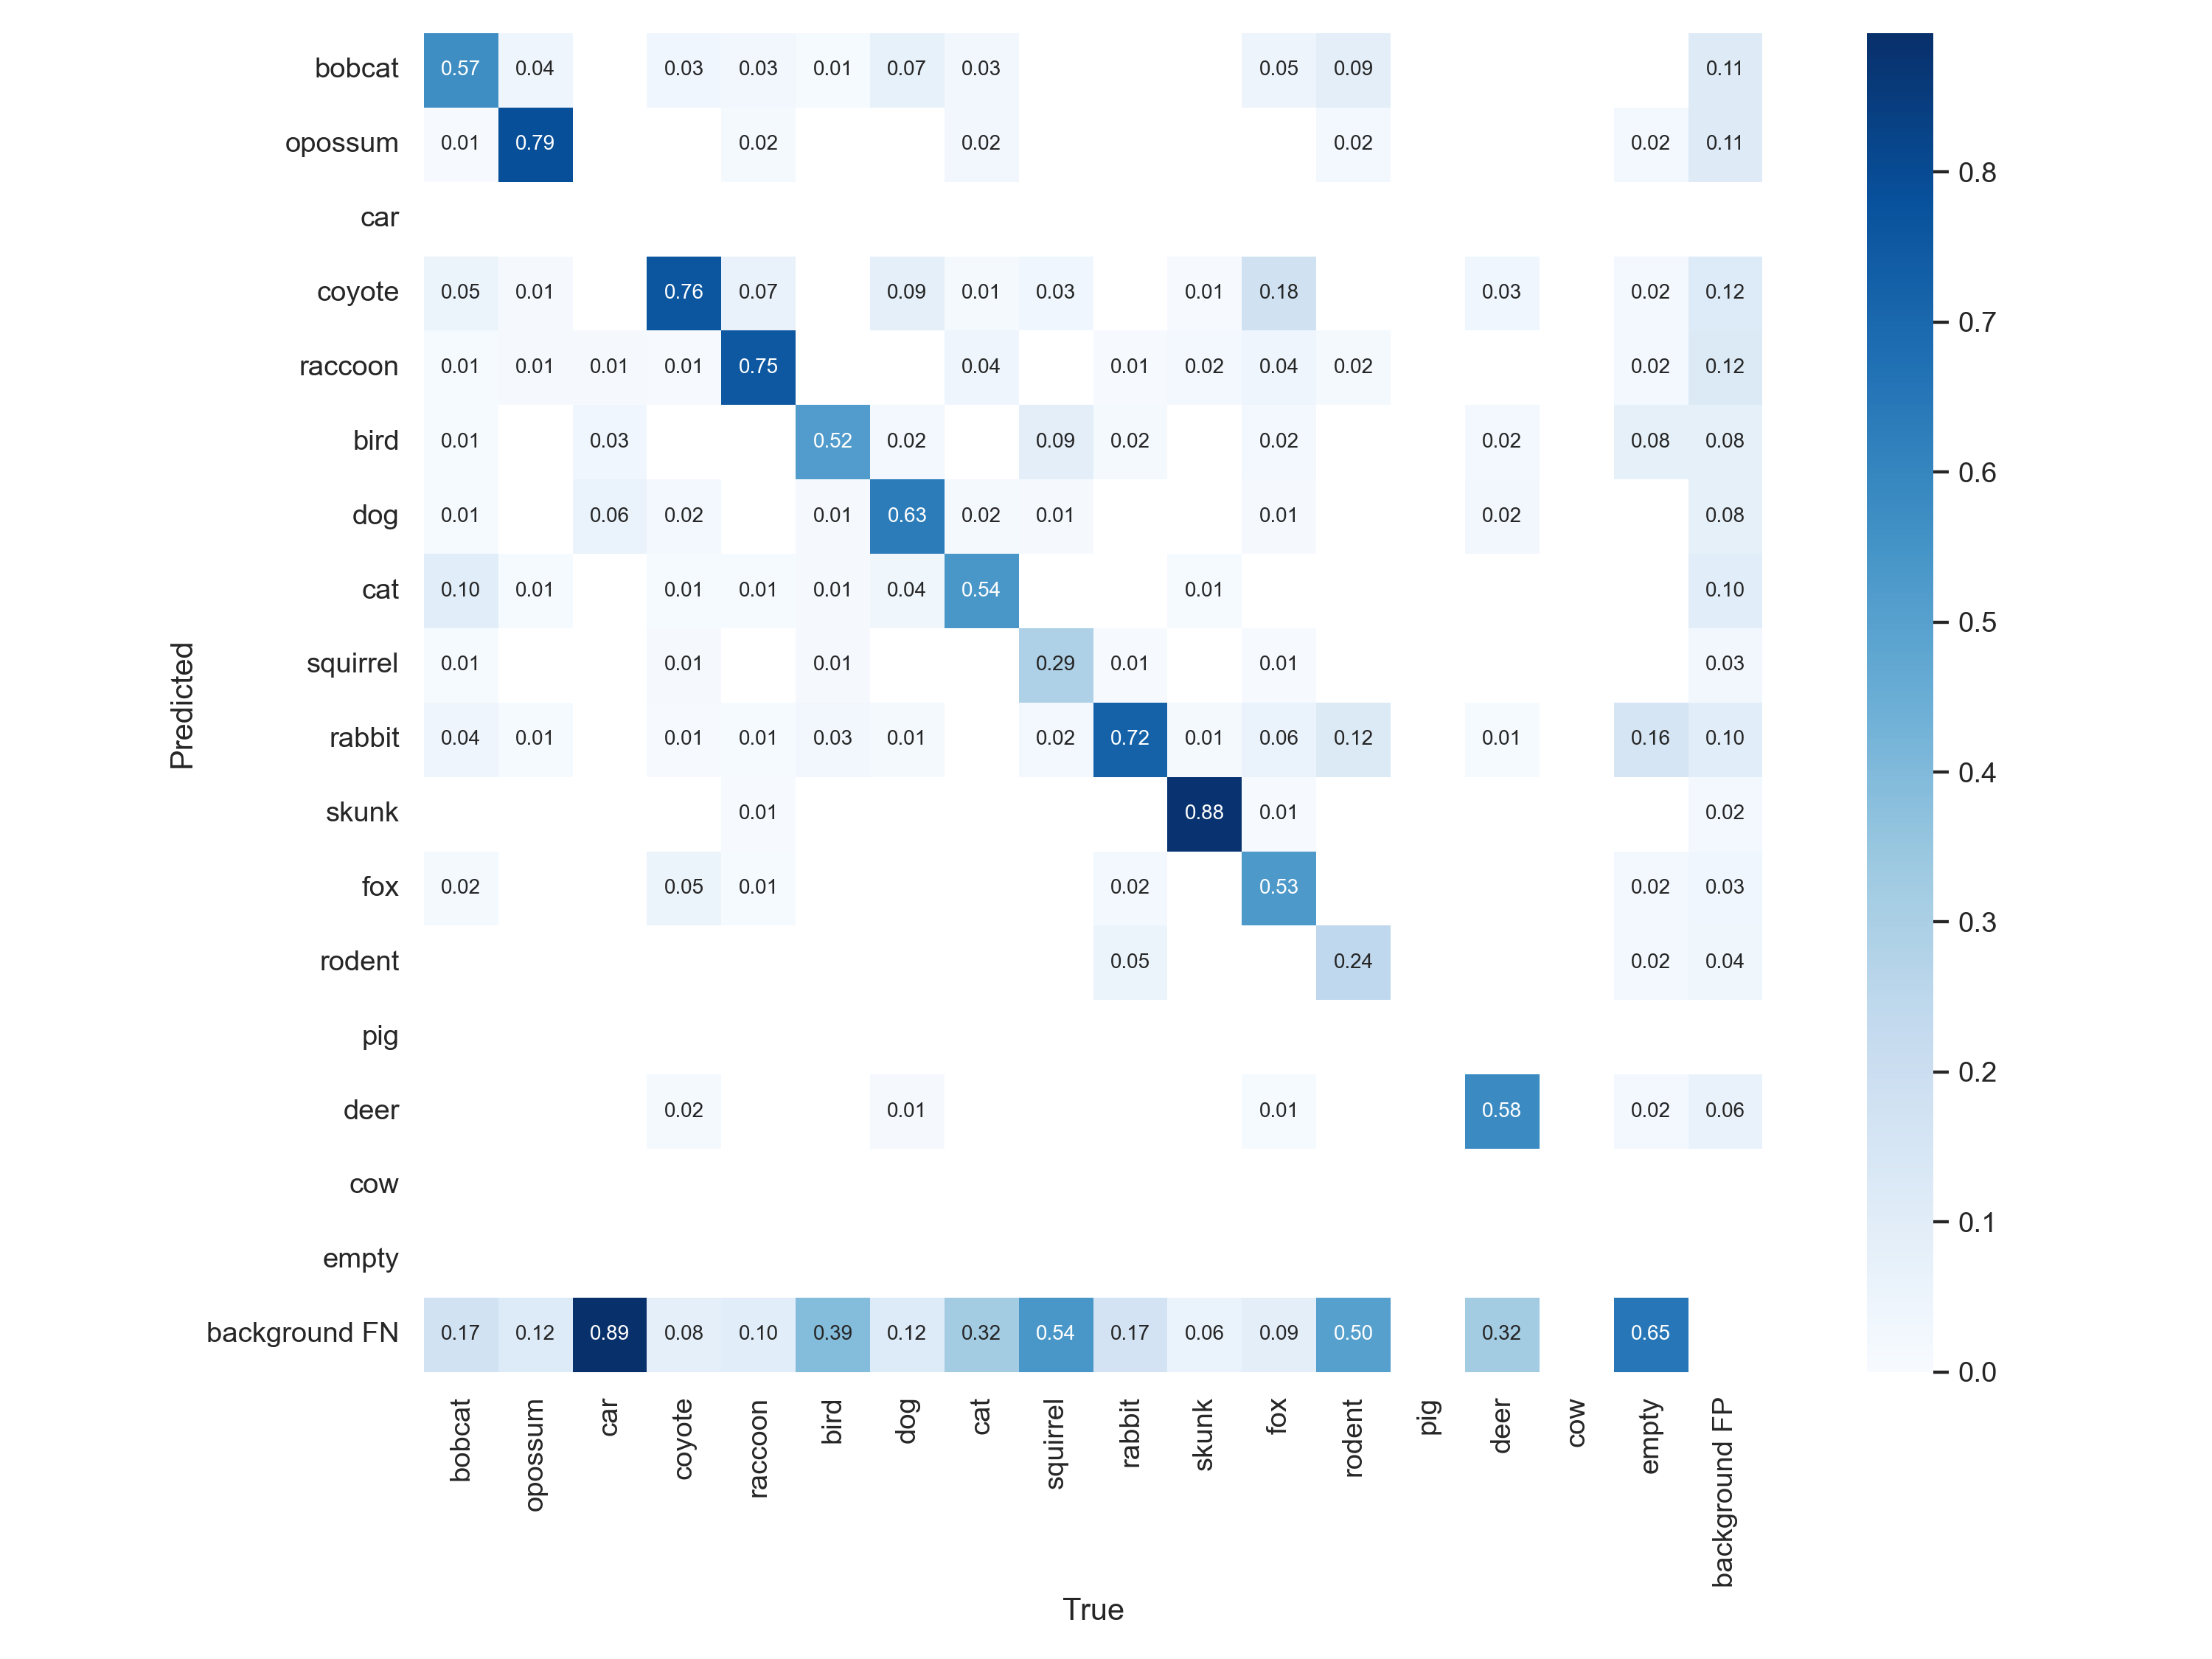 bobcat 0.57 0.04 0.03 0.03 0.01 0.07 0.03 0.05 0.09 0.11
opossum 0.01 0.79 0.02 0.02 0.02 0.02 0.11
car
coyote 0.05 0.01 0.76 0.07 0.09 0.01 0.03 0.01 0.18 0.03 0.02 0.12
raccoon 0.01 0.01 0.01 0.01 0.75 0.04 0.01 0.02 0.04 0.02 0.02 0.12
bird 0.01 0.03 0.52 0.02 0.09 0.02 0.02 0.02 0.08 0.08
dog 0.01 0.06 0.02 0.01 0.63 0.02 0.01 0.01 0.02 0.08
cat 0.10 0.01 0.01 0.01 0.01 0.04 0.54 0.01 0.10
squirrel 0.01 0.01 0.01 0.29 0.01 0.01 0.03
rabbit 0.04 0.01 0.01 0.01 0.03 0.01 0.02 0.72 0.01 0.06 0.12 0.01 0.16 0.10
skunk 0.01 0.88 0.01 0.02
fox 0.02 0.05 0.01 0.02 0.53 0.02 0.03
rodent 0.05 0.24 0.02 0.04
pig
deer 0.02 0.01 0.01 0.58 0.02 0.06
cow
empty
background FN 0.17 0.12 0.89 0.08 0.10 0.39 0.12 0.32 0.54 0.17 0.06 0.09 0.50 0.32 0.65
Predicted
bobcat opossum car coyote raccoon bird dog cat squirrel rabbit skunk fox rodent pig deer cow empty background FP
True
0.8
0.7
0.6
0.5
0.4
0.3
0.2
0.1
0.0